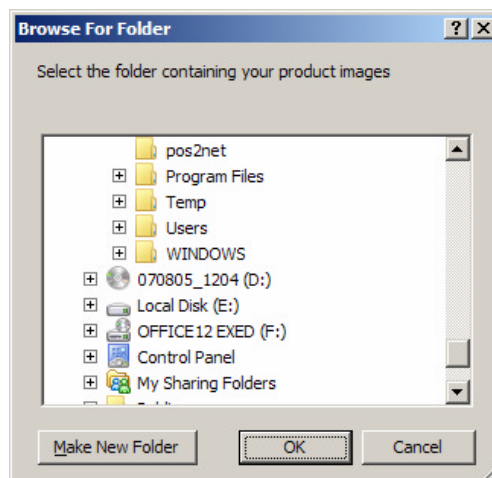 Browse For Folder
Select the folder containing your product images
pos2net
Program Files
Temp
Users
WINDOWS
070805_1204 (D:)
Local Disk (E:)
OFFICE12 EXED (F:)
Control Panel
My Sharing Folders
Make New Folder OK Cancel